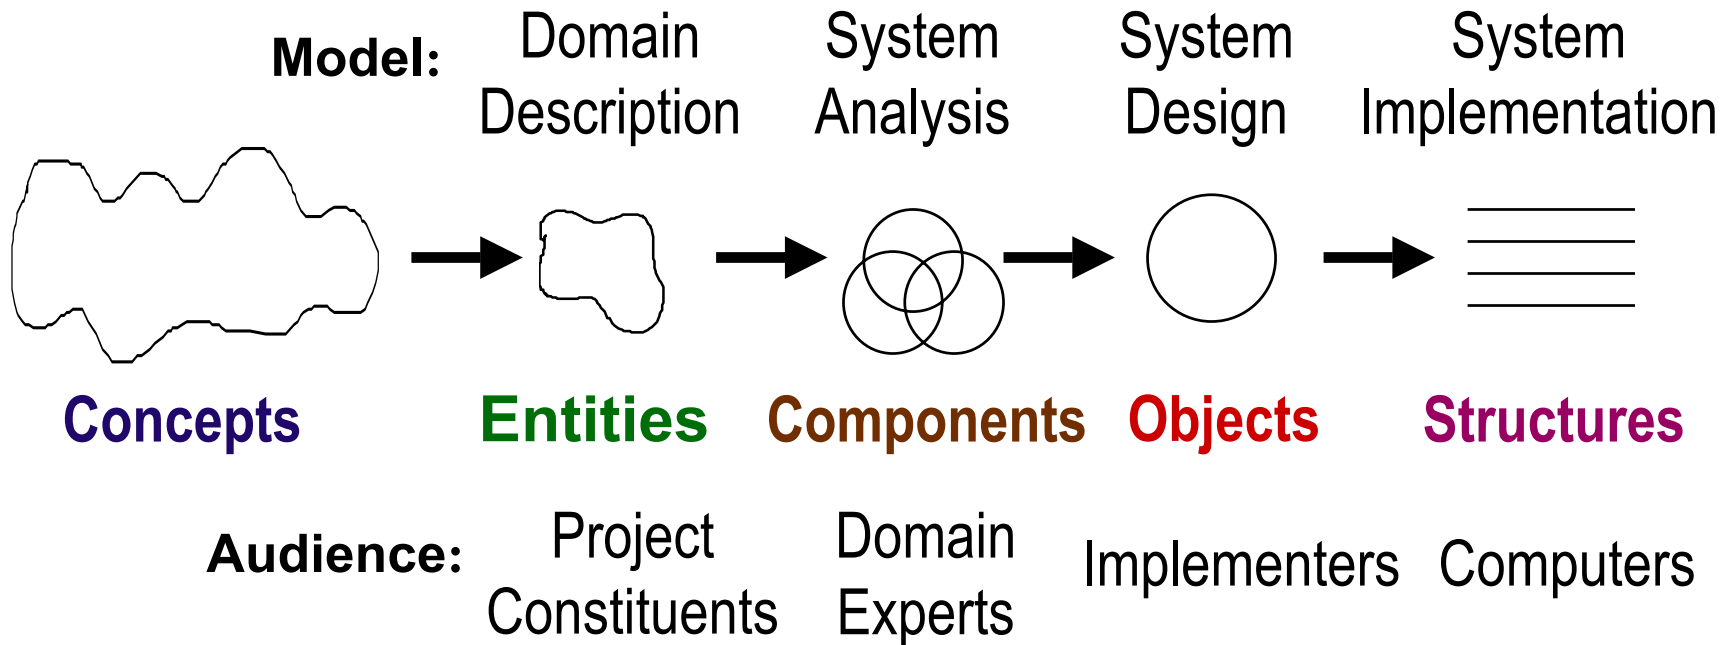 Model: Domain Description System Analysis System Design System Implementation
Concepts Entities Components Objects Structures
Audience: Project Constituents Domain Experts Implementers Computers